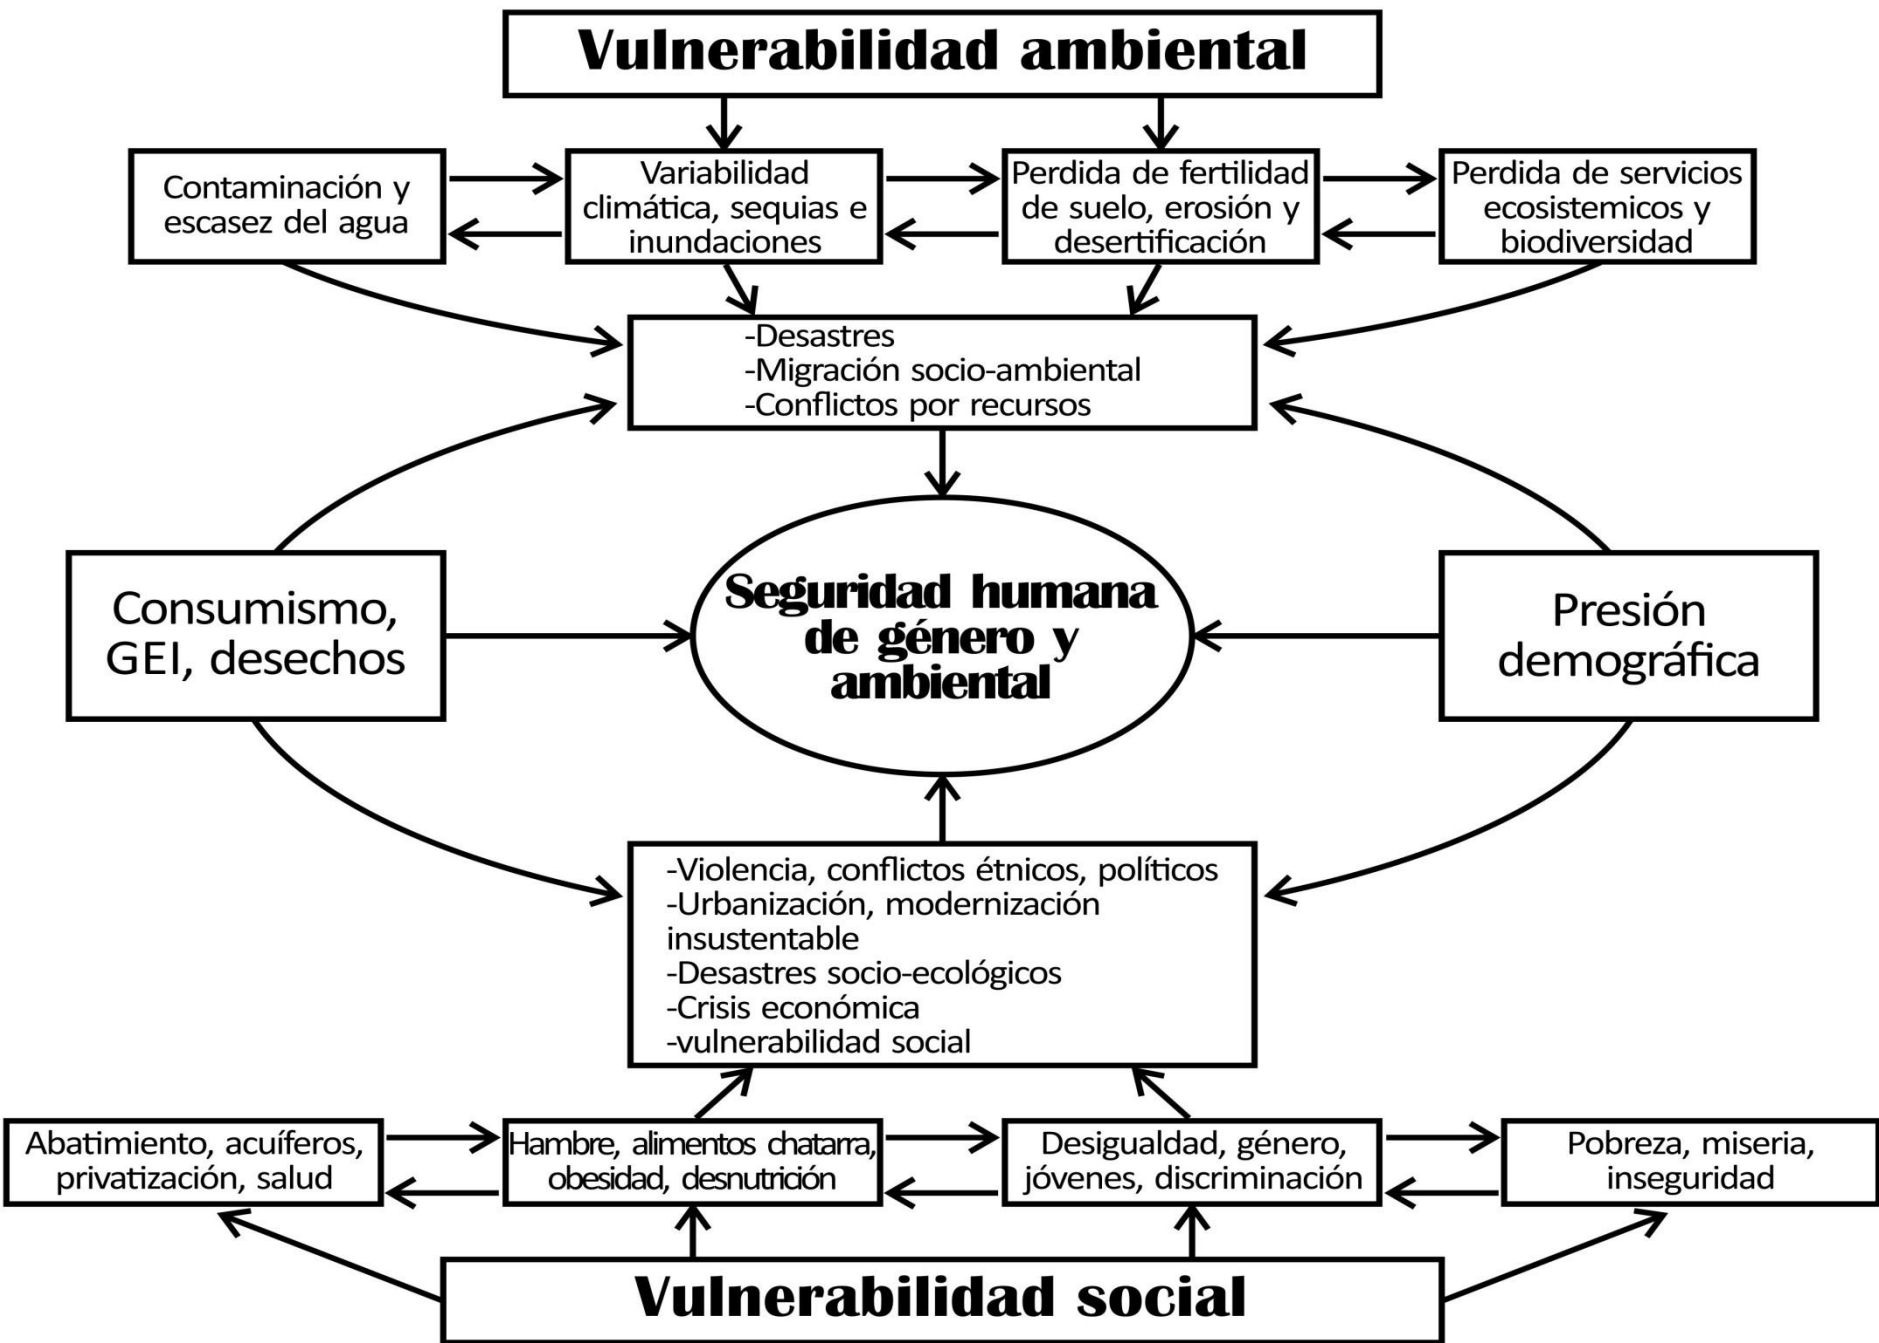 Vulnerabilidad ambiental
Contaminación y
escasez del agua
Variabilidad
climática, sequias e
inundaciones
Perdida de fertilidad
de suelo, erosión y
desertificación
Perdida de servicios
ecosistemicos y
biodiversidad
-Desastres
-Migración socio-ambiental
-Conflictos por recursos
Consumismo,
GEI, desechos
Seguridad humana
de género y
ambiental
Presión
demográfica
-Violencia, conflictos étnicos, políticos
-Urbanización, modernización
insustentable
-Desastres socio-ecológicos
-Crisis económica
-vulnerabilidad social
Abatimiento, acuíferos,
privatización, salud
Hambre, alimentos chatarra,
obesidad, desnutrición
Desigualdad, género,
jóvenes, discriminación
Pobreza, miseria,
inseguridad
Vulnerabilidad social